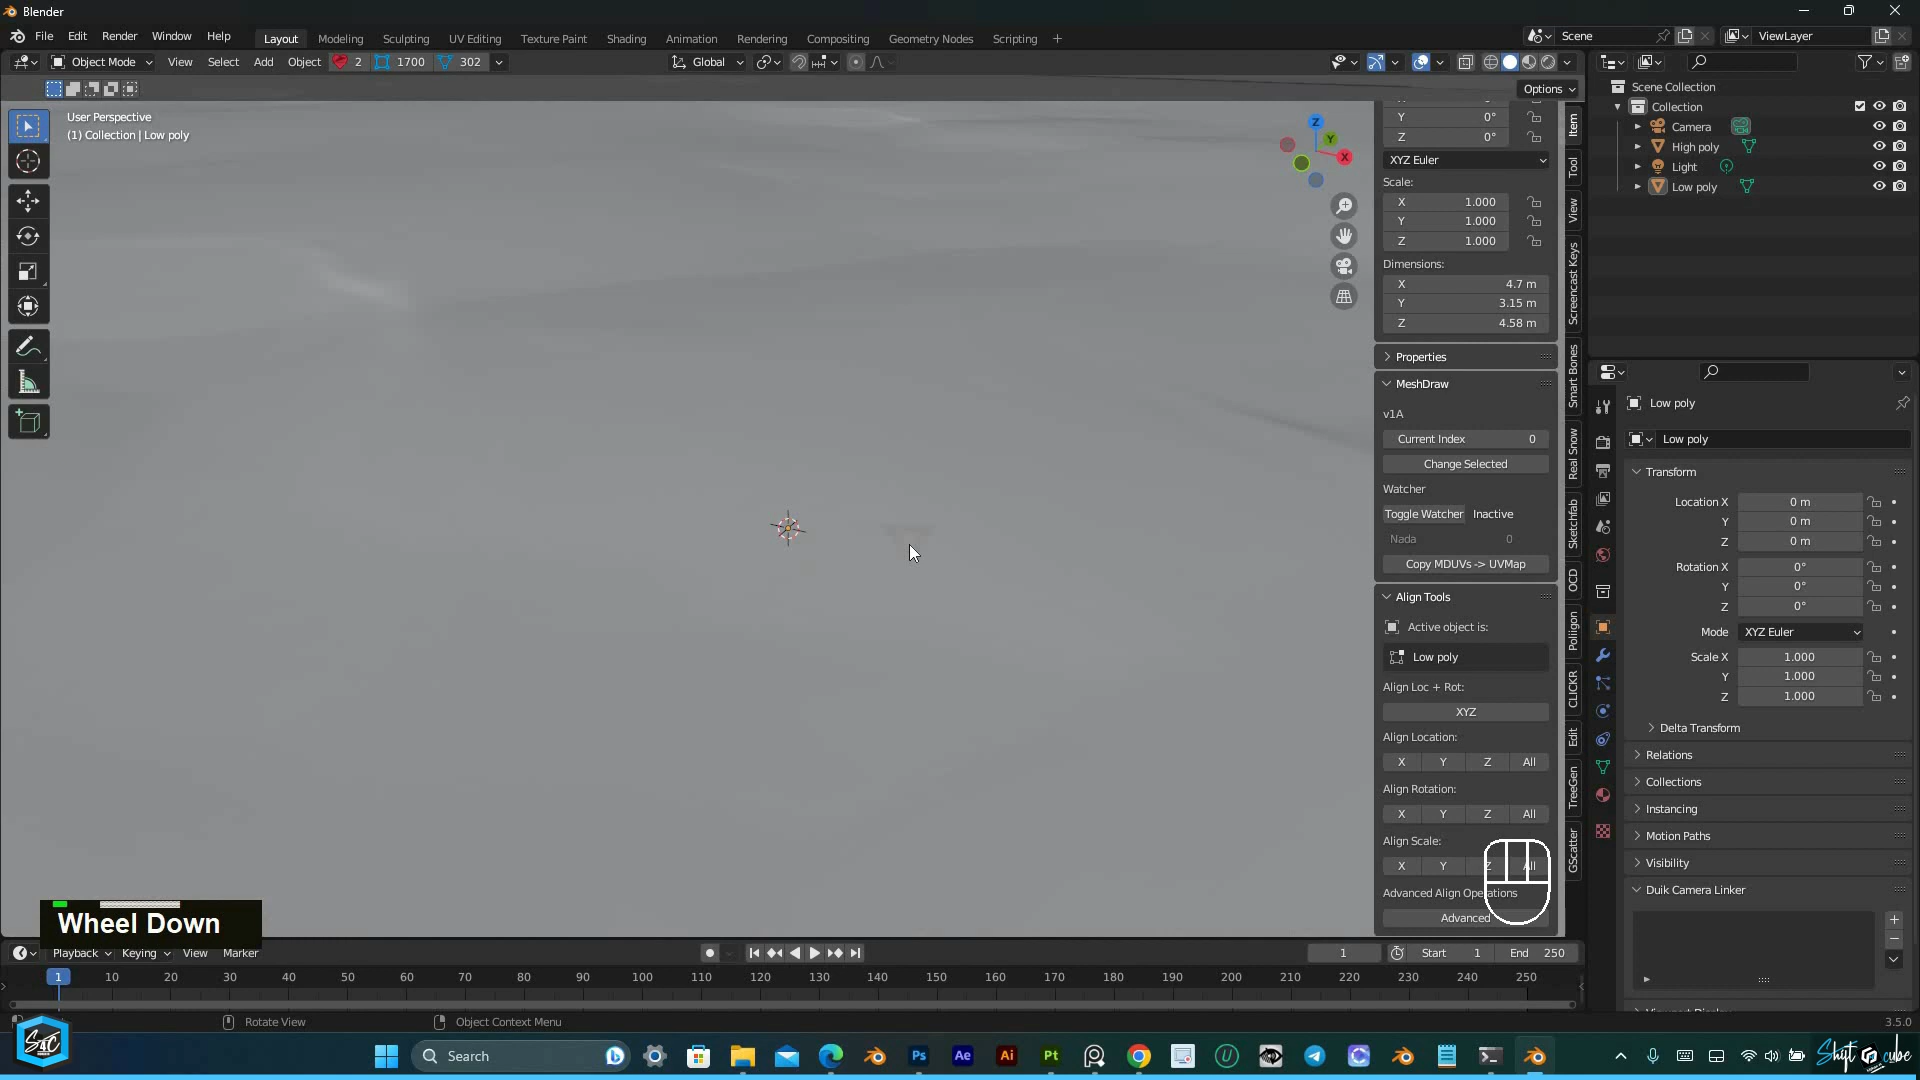 Blender
File Edit Render Window Help Layout Modeling Sculpting UV Editing Texture Paint Shading Animation Rendering Compositing Geometry Nodes Scripting + Scene ViewLayer
Object Mode View Select Add Object 2 1700 302 Global
Options
User Perspective
(1) Collection | Low poly
Z
Y
X
Y 0°
Z 0°
XYZ Euler
Scale:
X 1.000
Y 1.000
Z 1.000
Dimensions:
X 4.7 m
Y 3.15 m
Z 4.58 m
Properties
MeshDraw
v1A
Current Index 0
Change Selected
Watcher
Toggle Watcher Inactive
Nada 0
Copy MDUVs -> UVMap
Align Tools
Active object is:
Low poly
Align Loc + Rot:
XYZ
Align Location:
X Y Z All
Align Rotation:
X Y Z All
Align Scale:
X Y Z All
Advanced Align Operations
Advanced
Item
Tool
View
Screencast Keys
Smart Bones
Real Snow
Sketchfab
OCD
Poliigon
CLICKR
Edit
TreeGen
GScatter
Scene Collection
Collection
Camera
High poly
Light
Low poly
Low poly
Low poly
Transform
Location X 0 m
Y 0 m
Z 0 m
Rotation X 0°
Y 0°
Z 0°
Mode XYZ Euler
Scale X 1.000
Y 1.000
Z 1.000
Delta Transform
Relations
Collections
Instancing
Motion Paths
Visibility
Duik Camera Linker
Wheel Down
Playback Keying View Marker 1 Start 1 End 250
1 10 20 30 40 50 60 70 80 90 100 110 120 130 140 150 160 170 180 190 200 210 220 230 240 250
Rotate View Object Context Menu 3.5.0
S4C
Search Ps Ae Ai Pt